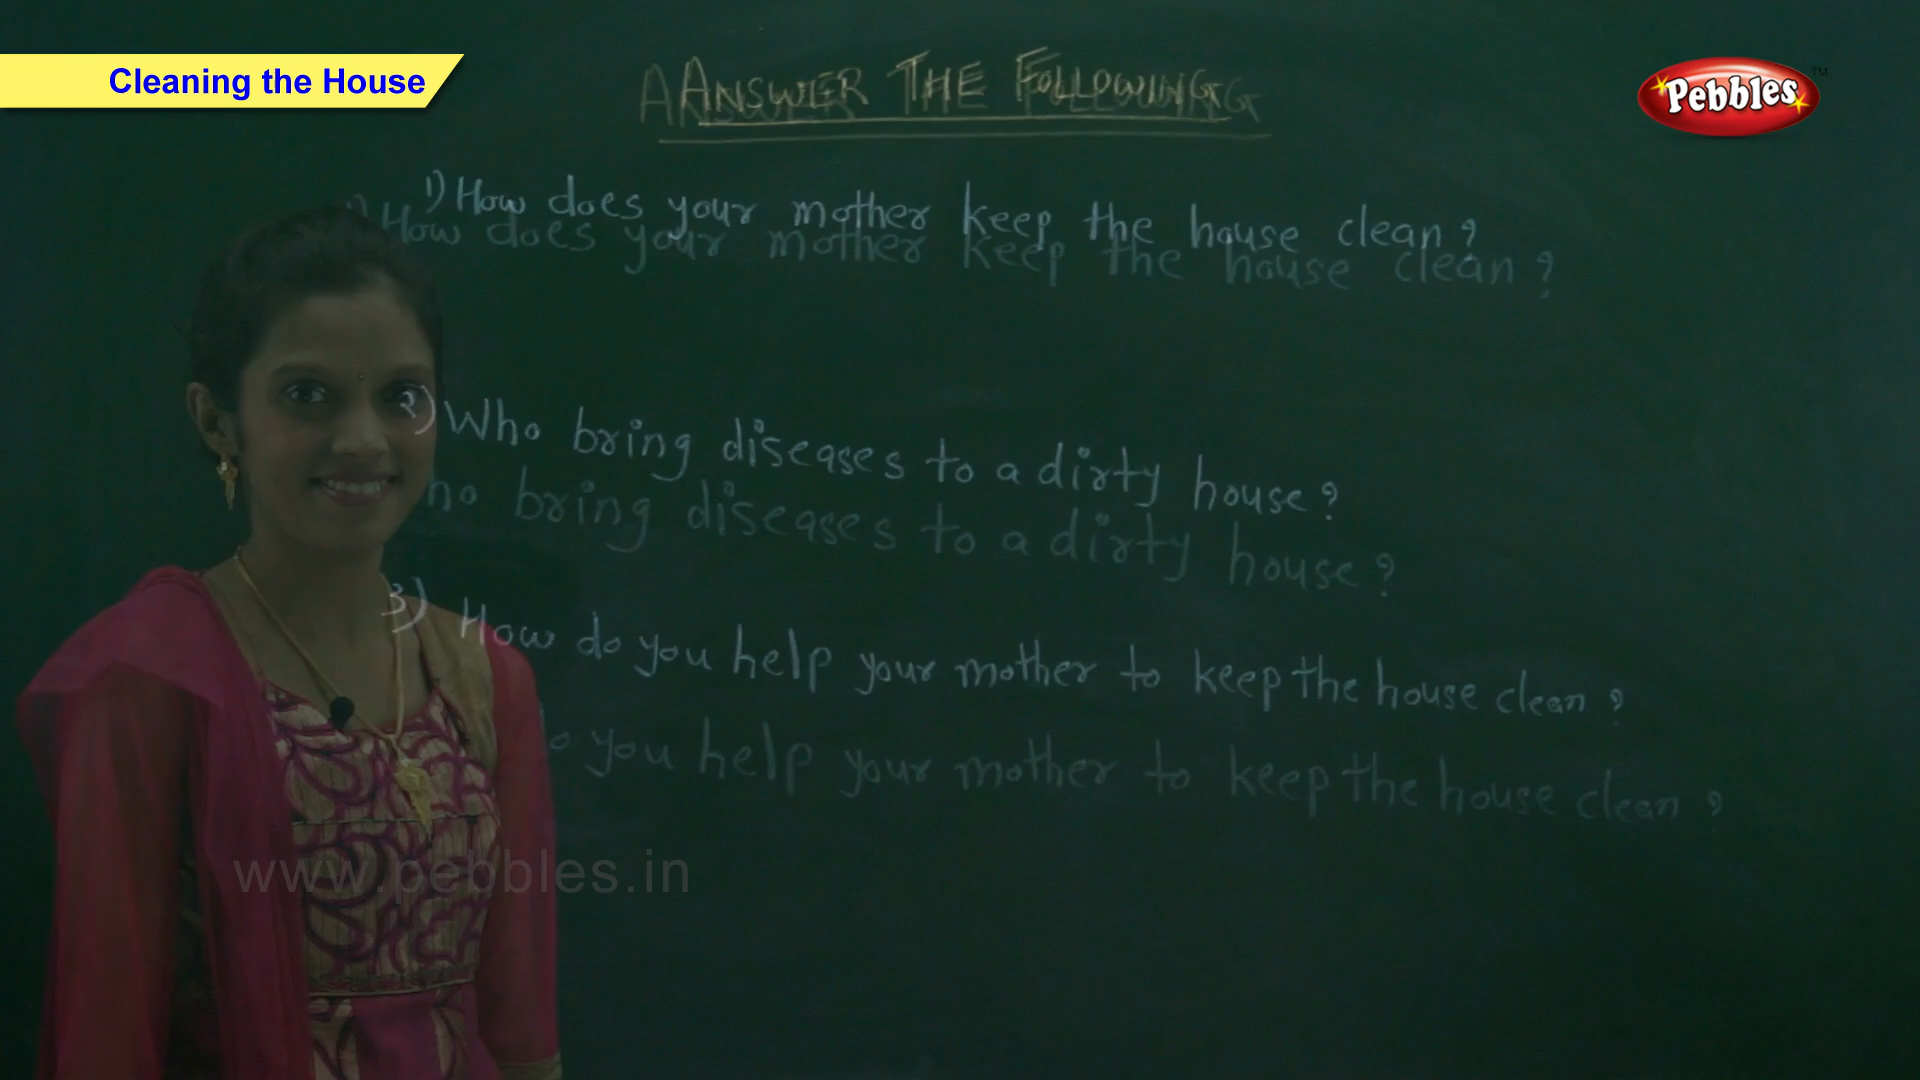 Cleaning the House
Pebbles™
ANSWER THE FOLLOWING
1) How does your mother keep the house clean?
How does your mother keep the house clean?
2) Who bring diseases to a dirty house?
ho bring diseases to a dirty house?
3) How do you help your mother to keep the house clean?
o you help your mother to keep the house clean?
www.pebbles.in